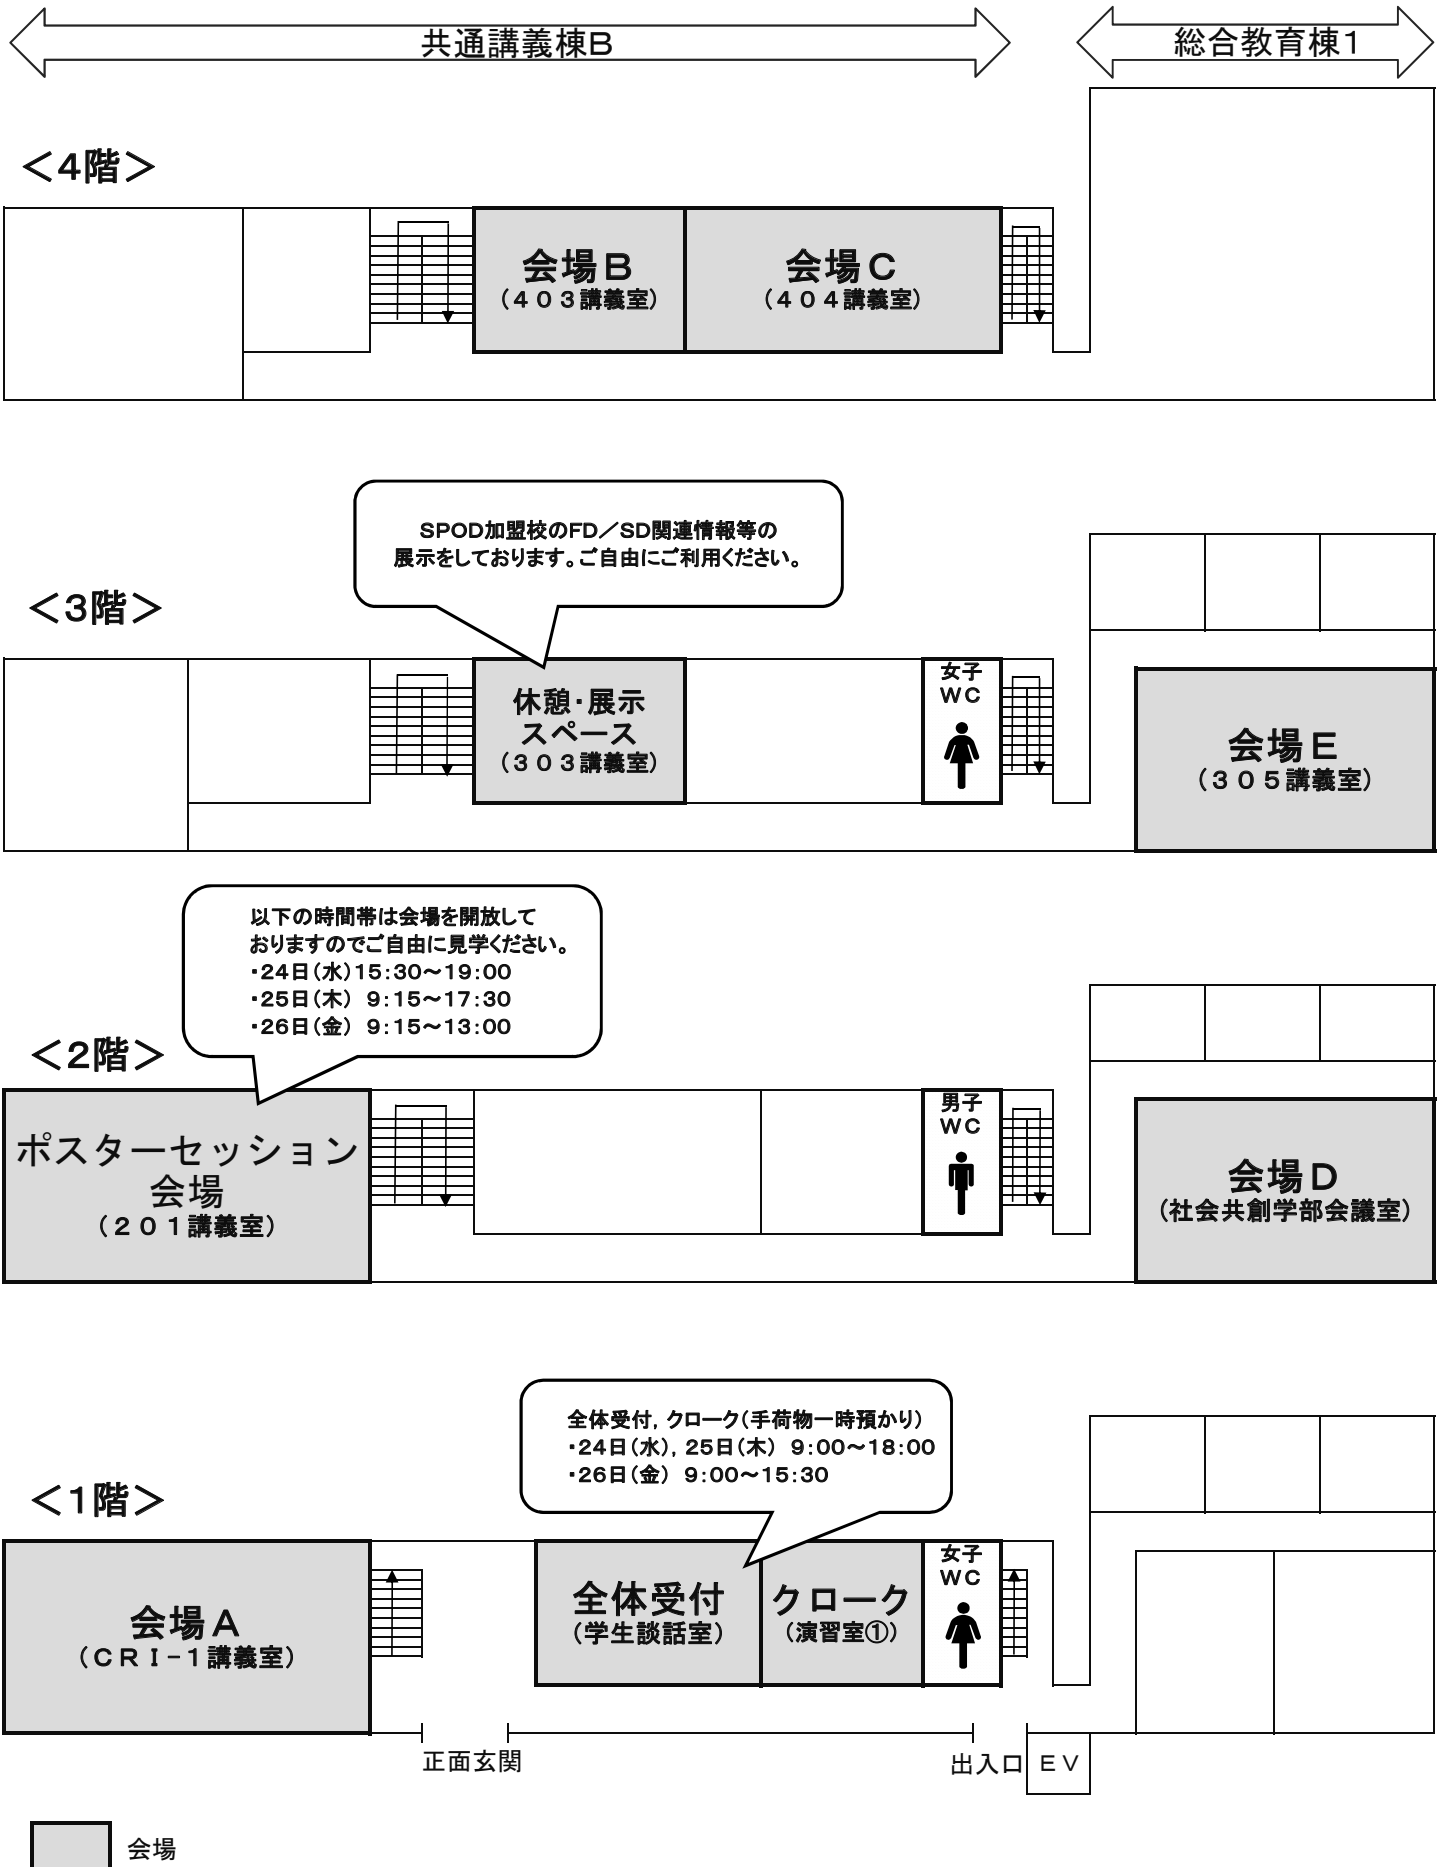 共通講義棟B
総合教育棟1
＜4階＞
会場B
（403講義室）
会場C
（404講義室）
SPOD加盟校のFD／SD関連情報等の
展示をしております。ご自由にご利用ください。
＜3階＞
休憩・展示
スペース
（303講義室）
女子
WC
会場E
（305講義室）
以下の時間帯は会場を開放して
おりますのでご自由に見学ください。
・24日（水）15：30～19：00
・25日（木） 9：15～17：30
・26日（金） 9：15～13：00
＜2階＞
ポスターセッション
会場
（201講義室）
男子
WC
会場D
（社会共創学部会議室）
全体受付，クローク（手荷物一時預かり）
・24日（水），25日（木） 9：00～18：00
・26日（金） 9：00～15：30
＜1階＞
会場A
（CRI－1講義室）
全体受付
（学生談話室）
クローク
（演習室①）
女子
WC
正面玄関
出入口
EV
会場